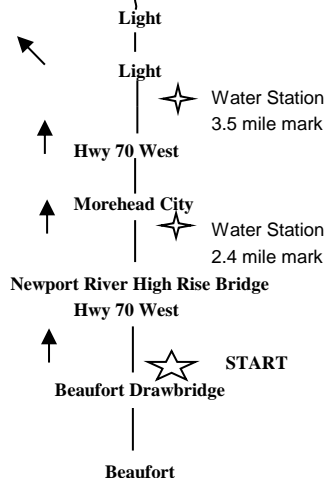 Light
Light
Water Station
3.5 mile mark
Hwy 70 West
Morehead City
Water Station
2.4 mile mark
Newport River High Rise Bridge
Hwy 70 West
START
Beaufort Drawbridge
Beaufort